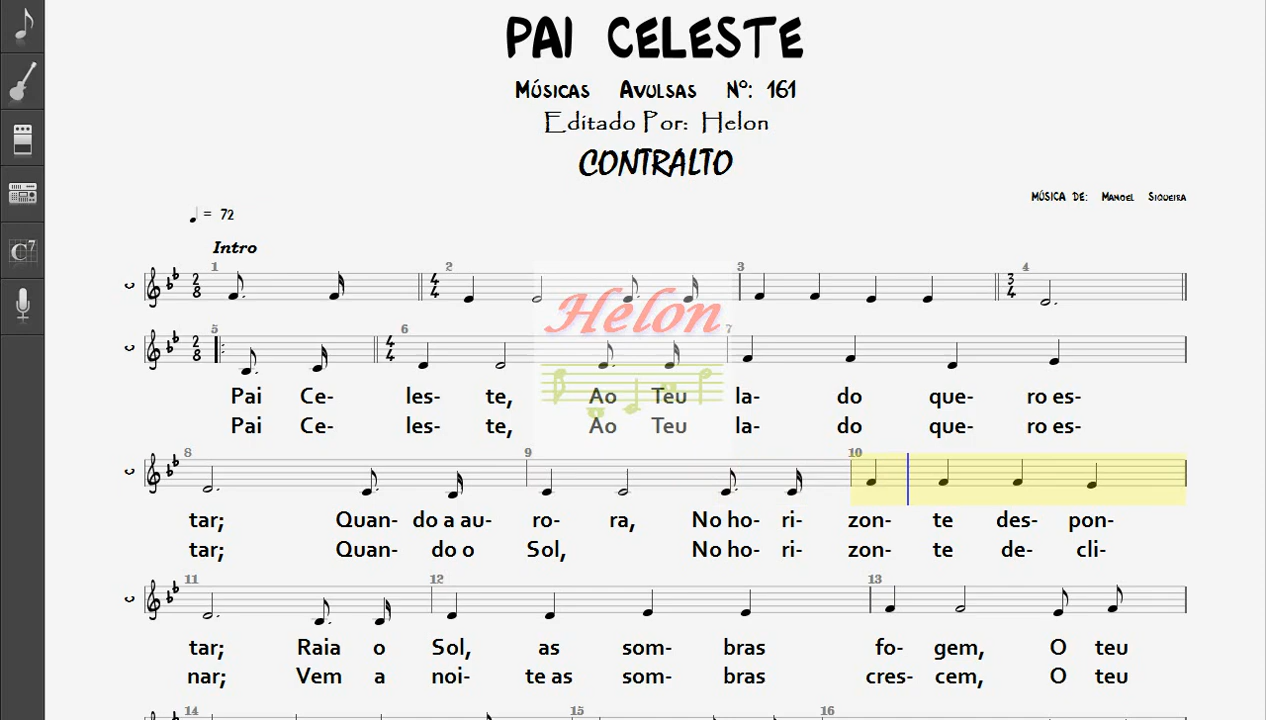 PAI CELESTE
Músicas Avulsas Nº: 161
Editado Por: Helon
CONTRALTO
MÚSICA DE: Manoel Siqueira
= 72
Intro
1 2 3 4
2 8 4 4 3 4
Helon
5 6 7
2 8 4 4
Pai Ce- les- te, Ao Teu la- do que- ro es-
Pai Ce- les- te, Ao Teu la- do que- ro es-
8 9 10
tar; Quan- do a au- ro- ra, No ho- ri- zon- te des- pon-
tar; Quan- do o Sol, No ho- ri- zon- te de- cli-
11 12 13
tar; Raia o Sol, as som- bras fo- gem, O teu
nar; Vem a noi- te as som- bras cres- cem, O teu
14 15 16
C7